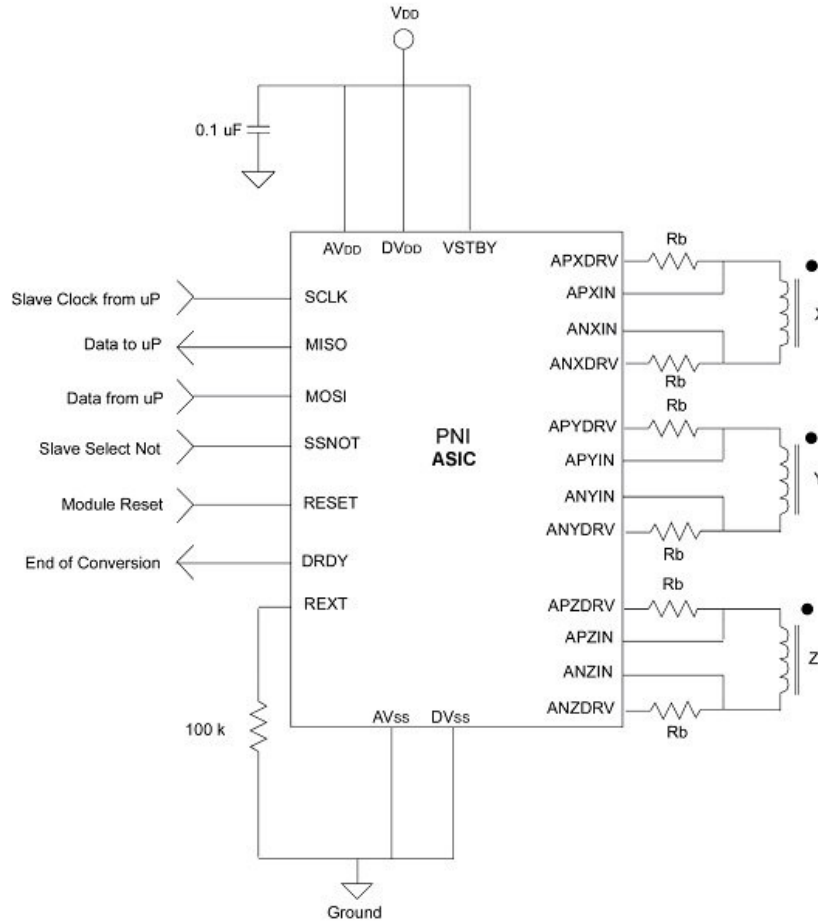 VDD
0.1 uF
AVDD DVDD VSTBY
Slave Clock from uP
Data to uP
Data from uP
Slave Select Not
Module Reset
End of Conversion
SCLK
MISO
MOSI
SSNOT
RESET
DRDY
REXT
PNI
ASIC
APXDRV
APXIN
ANXIN
ANXDRV
APYDRV
APYIN
ANYIN
ANYDRV
APZDRV
APZIN
ANZIN
ANZDRV
Rb
Rb
X
Rb
Rb
Y
Rb
Rb
Z
100 k
AVSS DVSS
Ground